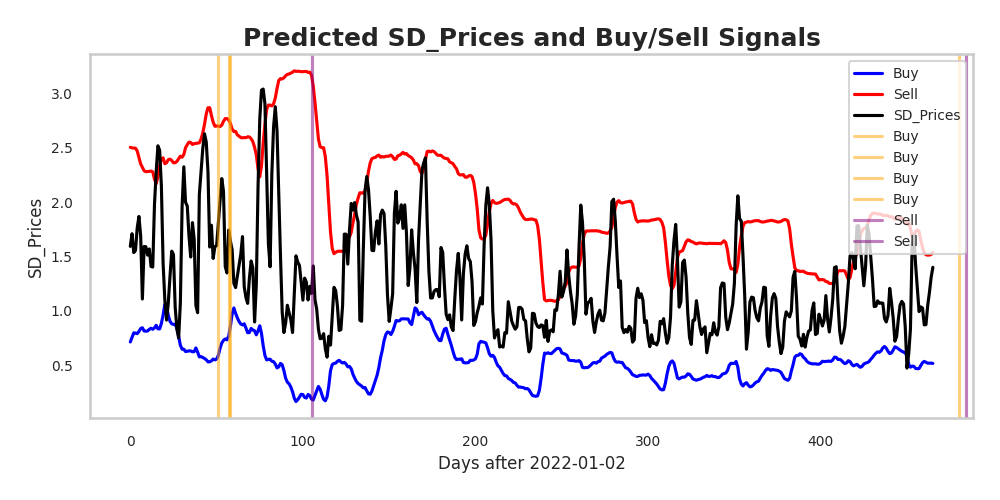 Predicted SD_Prices and Buy/Sell Signals
SD_Prices
3.0
2.5
2.0
1.5
1.0
0.5
Buy
Sell
SD_Prices
Buy
Buy
Buy
Buy
Sell
Sell
0 100 200 300 400
Days after 2022-01-02